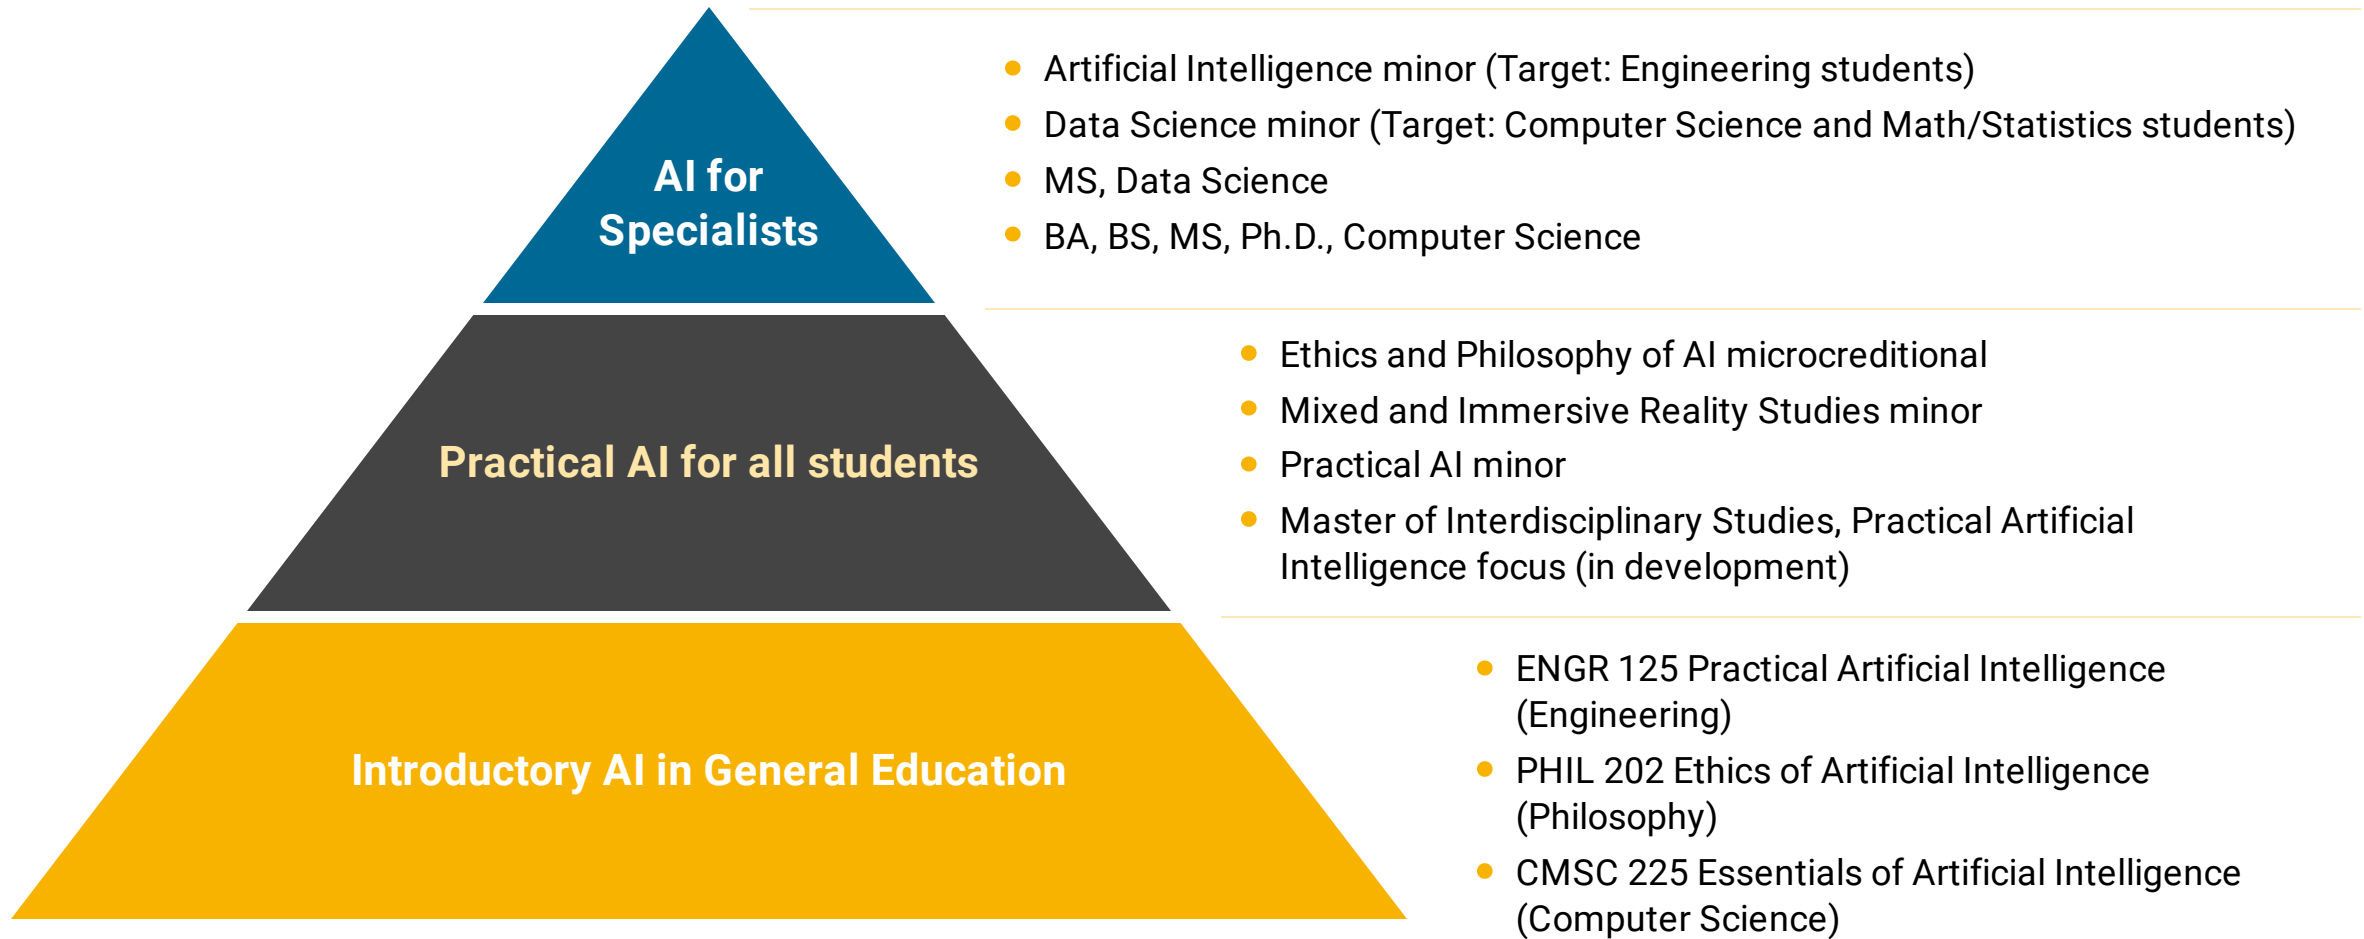 AI for
Specialists
• Artificial Intelligence minor (Target: Engineering students)
• Data Science minor (Target: Computer Science and Math/Statistics students)
• MS, Data Science
• BA, BS, MS, Ph.D., Computer Science
Practical AI for all students
• Ethics and Philosophy of AI microcreditional
• Mixed and Immersive Reality Studies minor
• Practical AI minor
• Master of Interdisciplinary Studies, Practical Artificial
Intelligence focus (in development)
Introductory AI in General Education
• ENGR 125 Practical Artificial Intelligence
(Engineering)
• PHIL 202 Ethics of Artificial Intelligence
(Philosophy)
• CMSC 225 Essentials of Artificial Intelligence
(Computer Science)